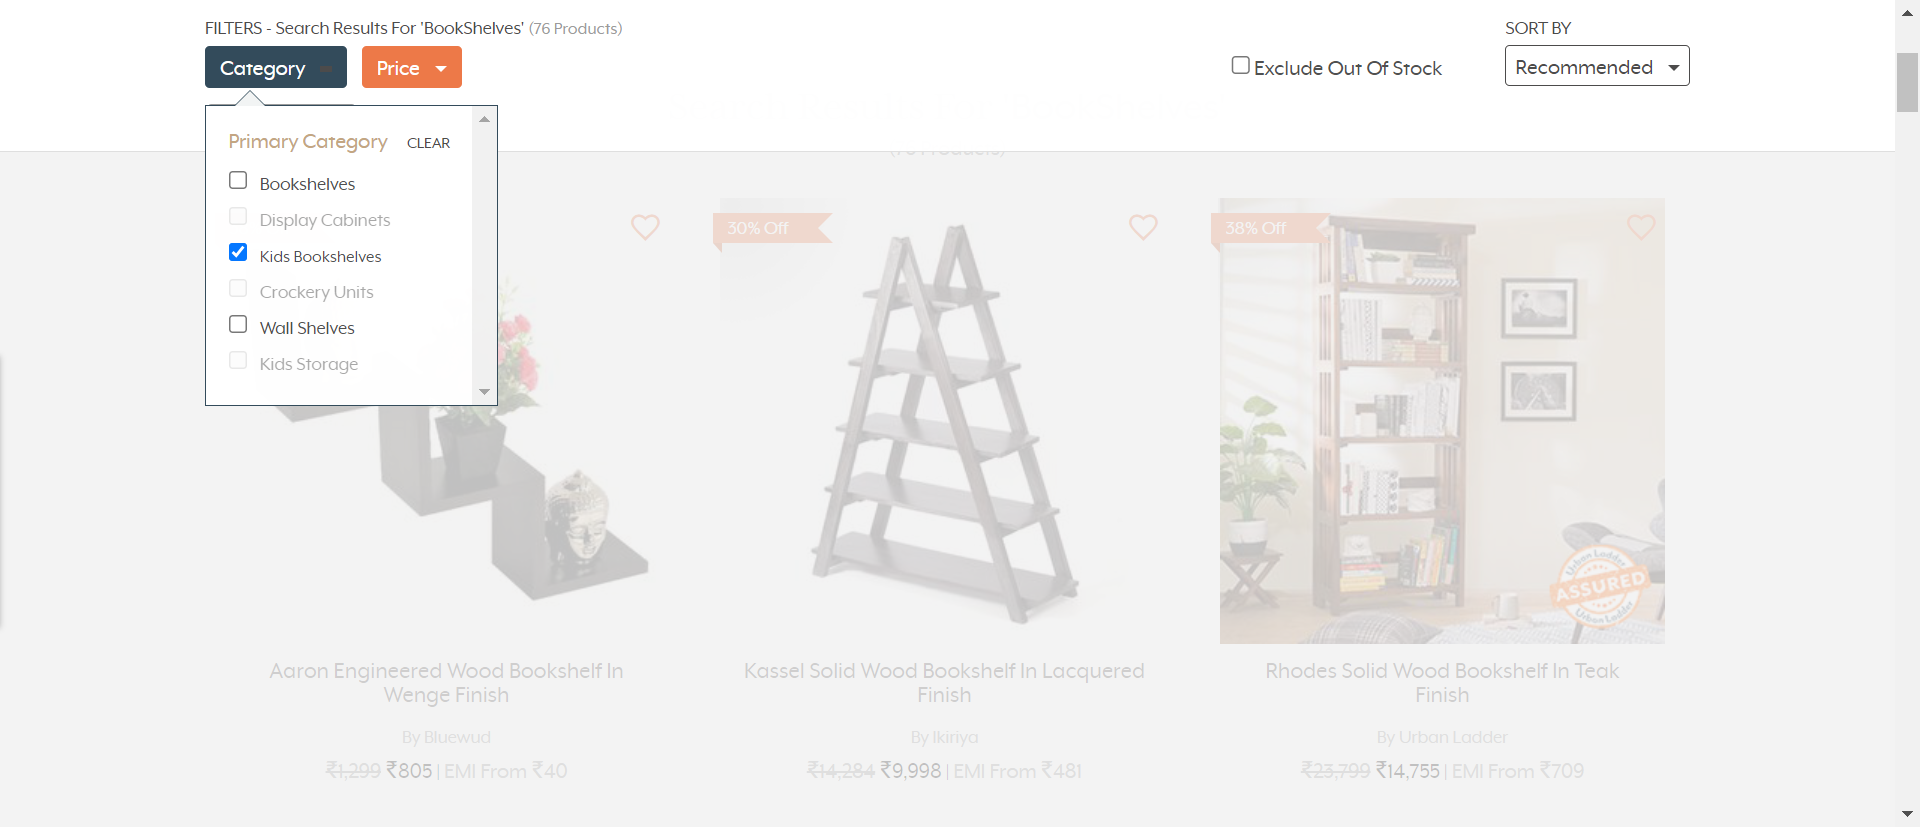 FILTERS - Search Results For 'BookShelves' (76 Products)
SORT BY
Category
Price
Exclude Out Of Stock
Recommended
Primary Category CLEAR
Bookshelves
Display Cabinets
Kids Bookshelves
Crockery Units
Wall Shelves
Kids Storage
30% Off
38% Off
Urban Ladder
ASSURED
Urban Ladder
Aaron Engineered Wood Bookshelf In
Wenge Finish
By Bluewud
₹1,299 ₹805 | EMI From ₹40
Kassel Solid Wood Bookshelf In Lacquered
Finish
By Ikiriya
₹14,284 ₹9,998 | EMI From ₹481
Rhodes Solid Wood Bookshelf In Teak
Finish
By Urban Ladder
₹23,799 ₹14,755 | EMI From ₹709